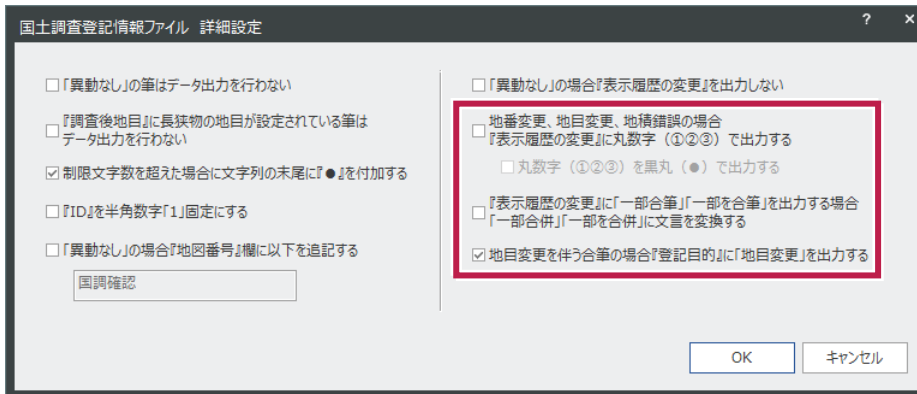 国土調査登記情報ファイル 詳細設定
? ×
□「異動なし」の筆はデータ出力を行わない
□『調査後地目』に長狭物の地目が設定されている筆は
データ出力を行わない
☑制限文字数を超えた場合に文字列の末尾に『●』を付加する
□『ID』を半角数字「1」固定にする
□「異動なし」の場合『地図番号』欄に以下を追記する
国調確認
□「異動なし」の場合『表示履歴の変更』を出力しない
□地番変更、地目変更、地積錯誤の場合
『表示履歴の変更』に丸数字（①②③）で出力する
□丸数字（①②③）を黒丸（●）で出力する
□『表示履歴の変更』に「一部合筆」「一部を合筆」を出力する場合
「一部合併」「一部を合併」に文言を変換する
☑地目変更を伴う合筆の場合『登記目的』に「地目変更」を出力する
OK
キャンセル